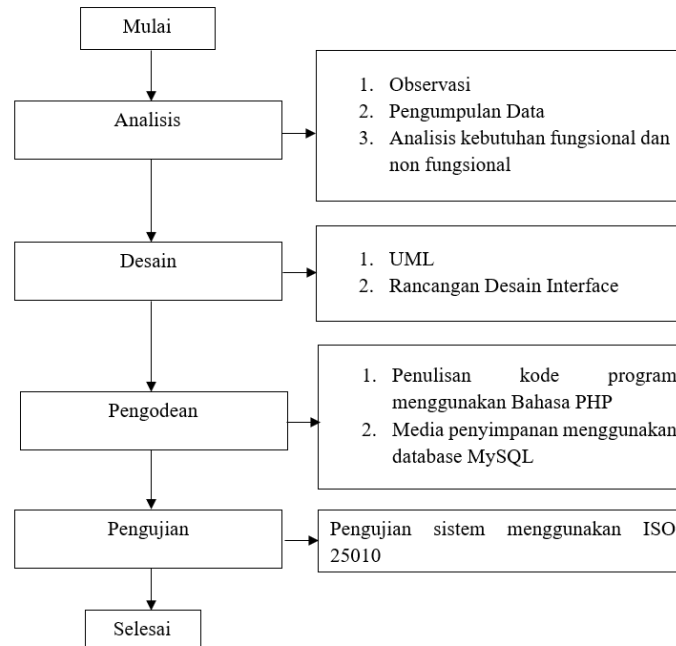 Mulai
Analisis
1. Observasi
2. Pengumpulan Data
3. Analisis kebutuhan fungsional dan
non fungsional
Desain
1. UML
2. Rancangan Desain Interface
Pengodean
1. Penulisan kode program
menggunakan Bahasa PHP
2. Media penyimpanan menggunakan
database MySQL
Pengujian
Pengujian sistem menggunakan ISO
25010
Selesai